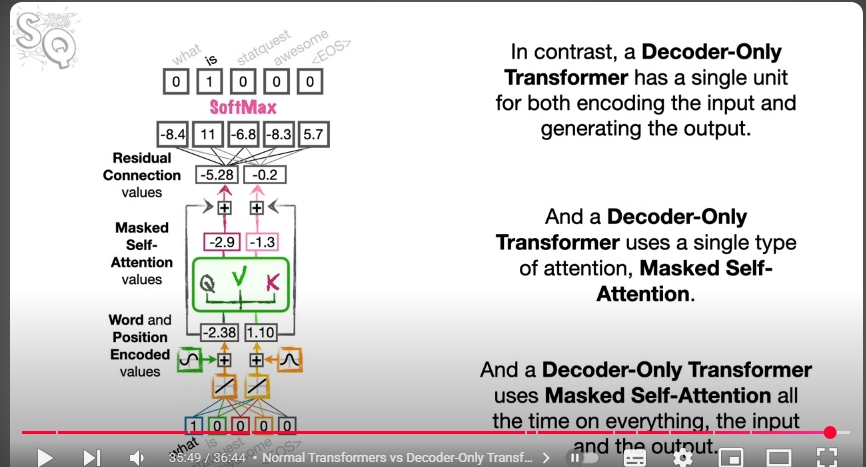 SQ
what is statquest awesome <EOS>
0 1 0 0 0
SoftMax
-8.4 11 -6.8 -8.3 5.7
Residual
Connection
values
-5.28 -0.2
+ +
Masked
Self-
Attention
values
-2.9 -1.3
Q V K
Word and
Position
Encoded
values
-2.38 1.10
+ +
1 0 0 0 0
what is
In contrast, a Decoder-Only
Transformer has a single unit
for both encoding the input and
generating the output.
And a Decoder-Only
Transformer uses a single type
of attention, Masked Self-
Attention.
And a Decoder-Only Transformer
uses Masked Self-Attention all
the time on everything, the input
and the output.
35:49 / 36:44 • Normal Transformers vs Decoder-Only Transf...